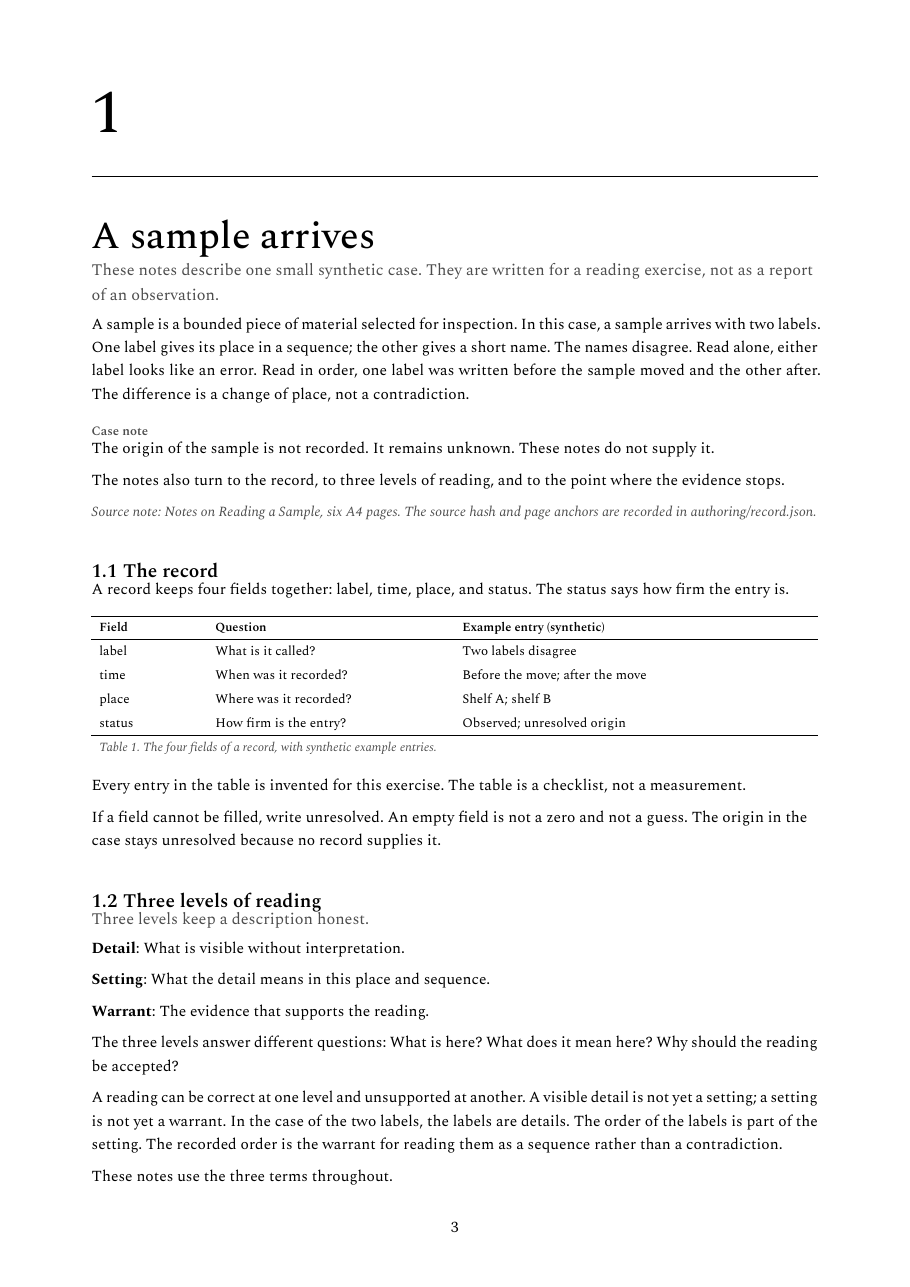 1
A sample arrives
These notes describe one small synthetic case. They are written for a reading exercise, not as a report
of an observation.
A sample is a bounded piece of material selected for inspection. In this case, a sample arrives with two labels.
One label gives its place in a sequence; the other gives a short name. The names disagree. Read alone, either
label looks like an error. Read in order, one label was written before the sample moved and the other after.
The difference is a change of place, not a contradiction.
Case note
The origin of the sample is not recorded. It remains unknown. These notes do not supply it.
The notes also turn to the record, to three levels of reading, and to the point where the evidence stops.
Source note: Notes on Reading a Sample, six A4 pages. The source hash and page anchors are recorded in authoring/record.json.
1.1 The record
A record keeps four fields together: label, time, place, and status. The status says how firm the entry is.
Field Question Example entry (synthetic)
label What is it called? Two labels disagree
time When was it recorded? Before the move; after the move
place Where was it recorded? Shelf A; shelf B
status How firm is the entry? Observed; unresolved origin
Table 1. The four fields of a record, with synthetic example entries.
Every entry in the table is invented for this exercise. The table is a checklist, not a measurement.
If a field cannot be filled, write unresolved. An empty field is not a zero and not a guess. The origin in the
case stays unresolved because no record supplies it.
1.2 Three levels of reading
Three levels keep a description honest.
Detail: What is visible without interpretation.
Setting: What the detail means in this place and sequence.
Warrant: The evidence that supports the reading.
The three levels answer different questions: What is here? What does it mean here? Why should the reading
be accepted?
A reading can be correct at one level and unsupported at another. A visible detail is not yet a setting; a setting
is not yet a warrant. In the case of the two labels, the labels are details. The order of the labels is part of the
setting. The recorded order is the warrant for reading them as a sequence rather than a contradiction.
These notes use the three terms throughout.
3